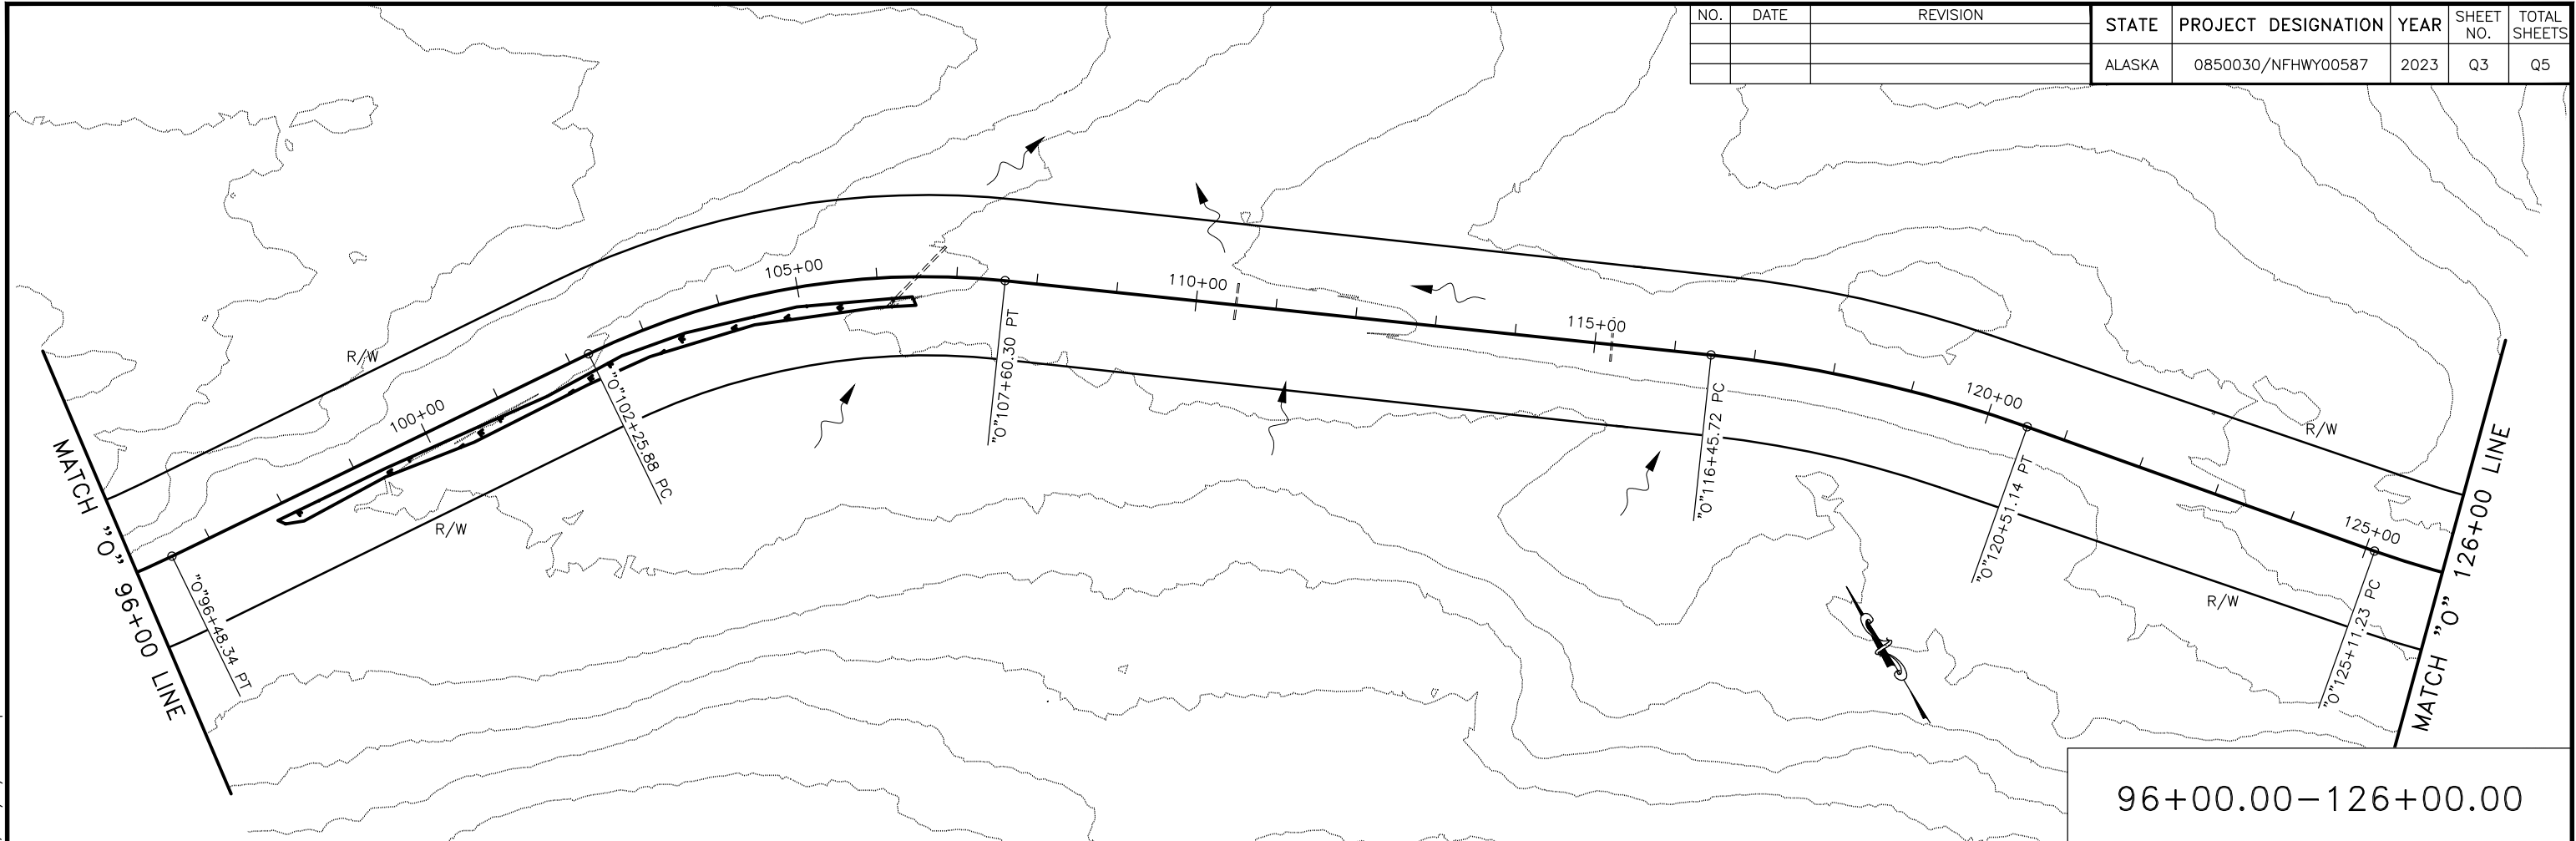 NO. DATE REVISION
STATE PROJECT DESIGNATION YEAR SHEET NO. TOTAL SHEETS
ALASKA 0850030/NFHWY00587 2023 Q3 Q5
105+00
110+00
115+00
120+00
125+00
100+00
R/W
R/W
R/W
R/W
"O"96+48.34 PT
"O"102+25.88 PC
"O"107+60.30 PT
"O"116+45.72 PC
"O"120+51.14 PT
"O"125+11.23 PC
MATCH "O" 96+00 LINE
MATCH "O" 126+00 LINE
96+00.00-126+00.00